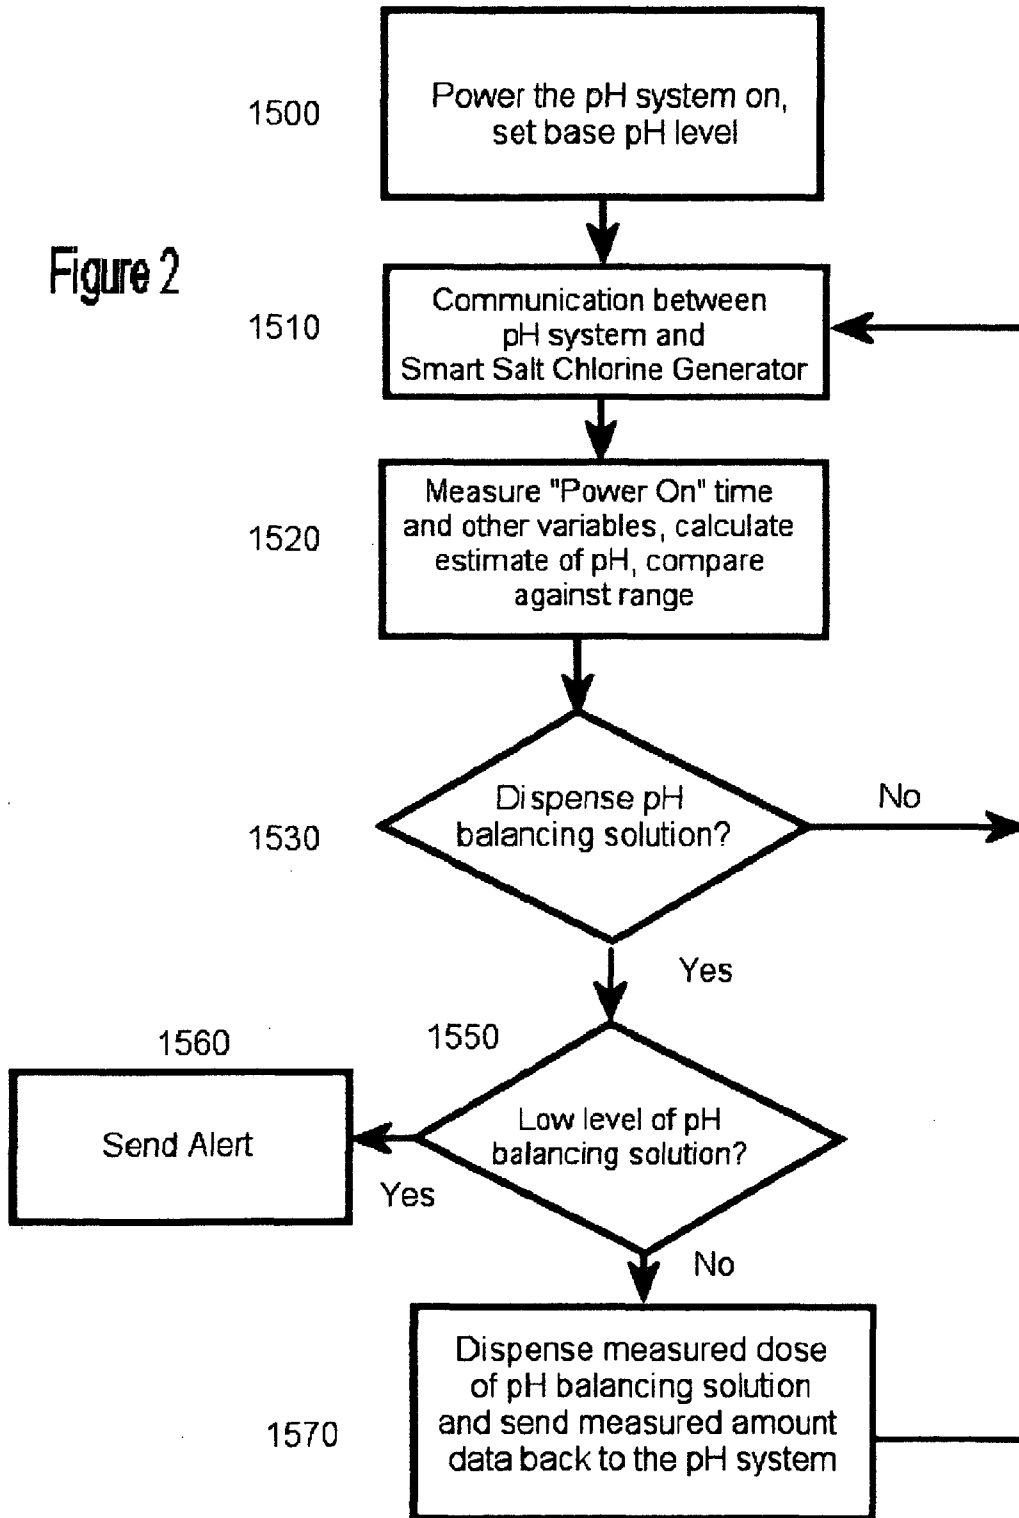 1500
Power the pH system on,
set base pH level
Figure 2
1510
Communication between
pH system and
Smart Salt Chlorine Generator
1520
Measure "Power On" time
and other variables, calculate
estimate of pH, compare
against range
1530
Dispense pH
balancing solution?
No
Yes
1560
1550
Send Alert
Low level of pH
balancing solution?
Yes
No
1570
Dispense measured dose
of pH balancing solution
and send measured amount
data back to the pH system